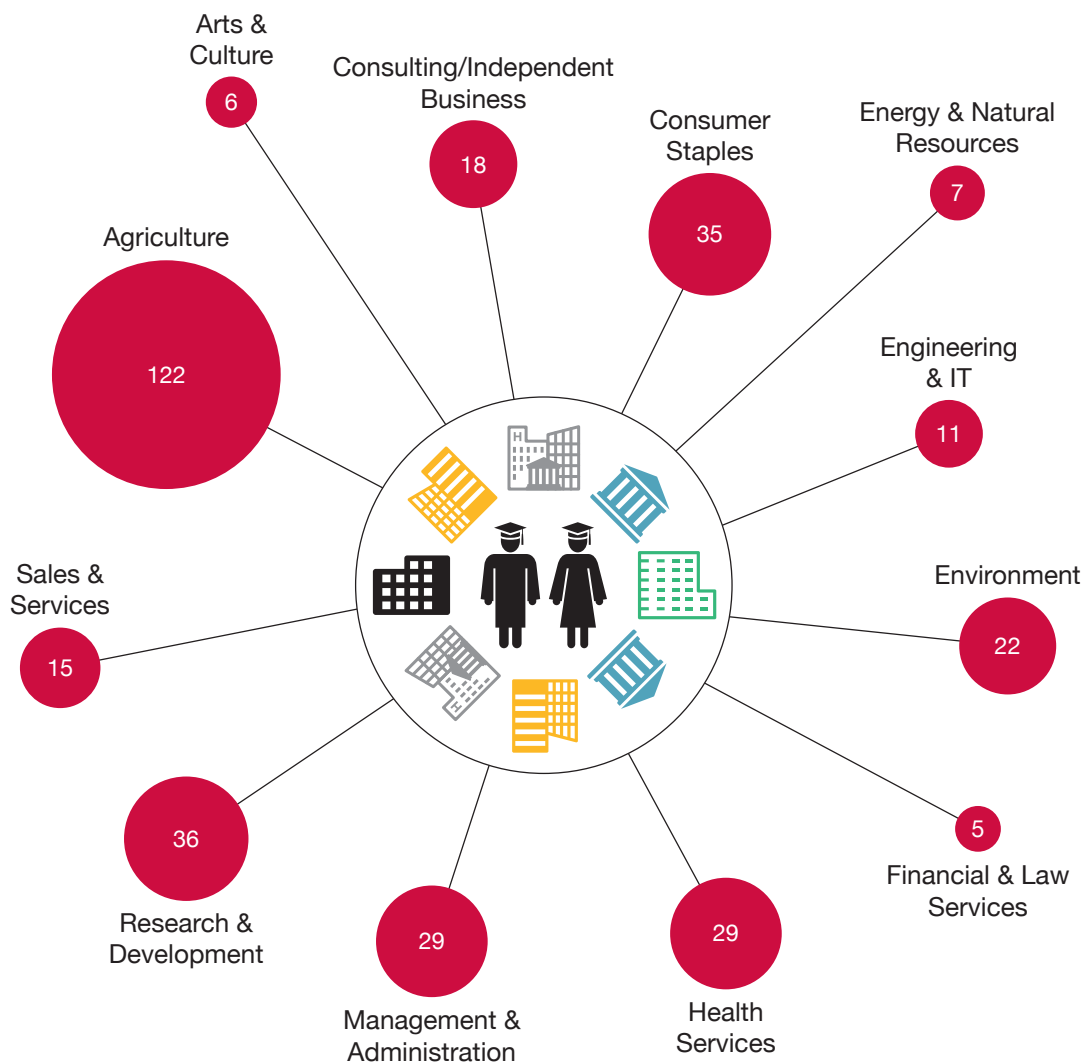 Arts &
Culture
6
Consulting/Independent
Business
18
Consumer
Staples
35
Energy & Natural
Resources
7
Agriculture
122
Engineering
& IT
11
H
Sales &
Services
15
Environment
22
H
Research &
Development
36
Financial & Law
Services
5
Management &
Administration
29
Health
Services
29